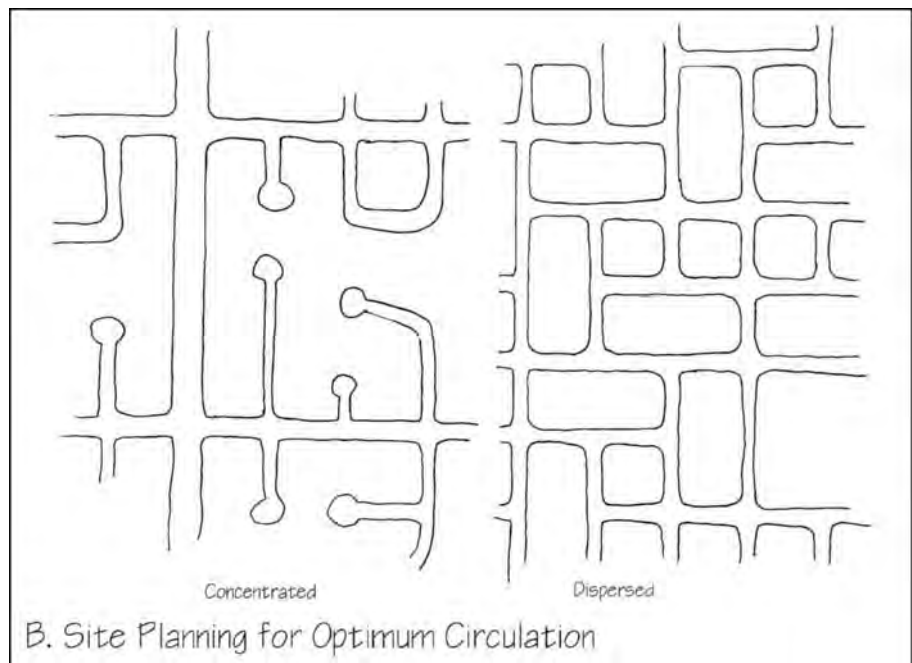 Concentrated
Dispersed
B. Site Planning for Optimum Circulation